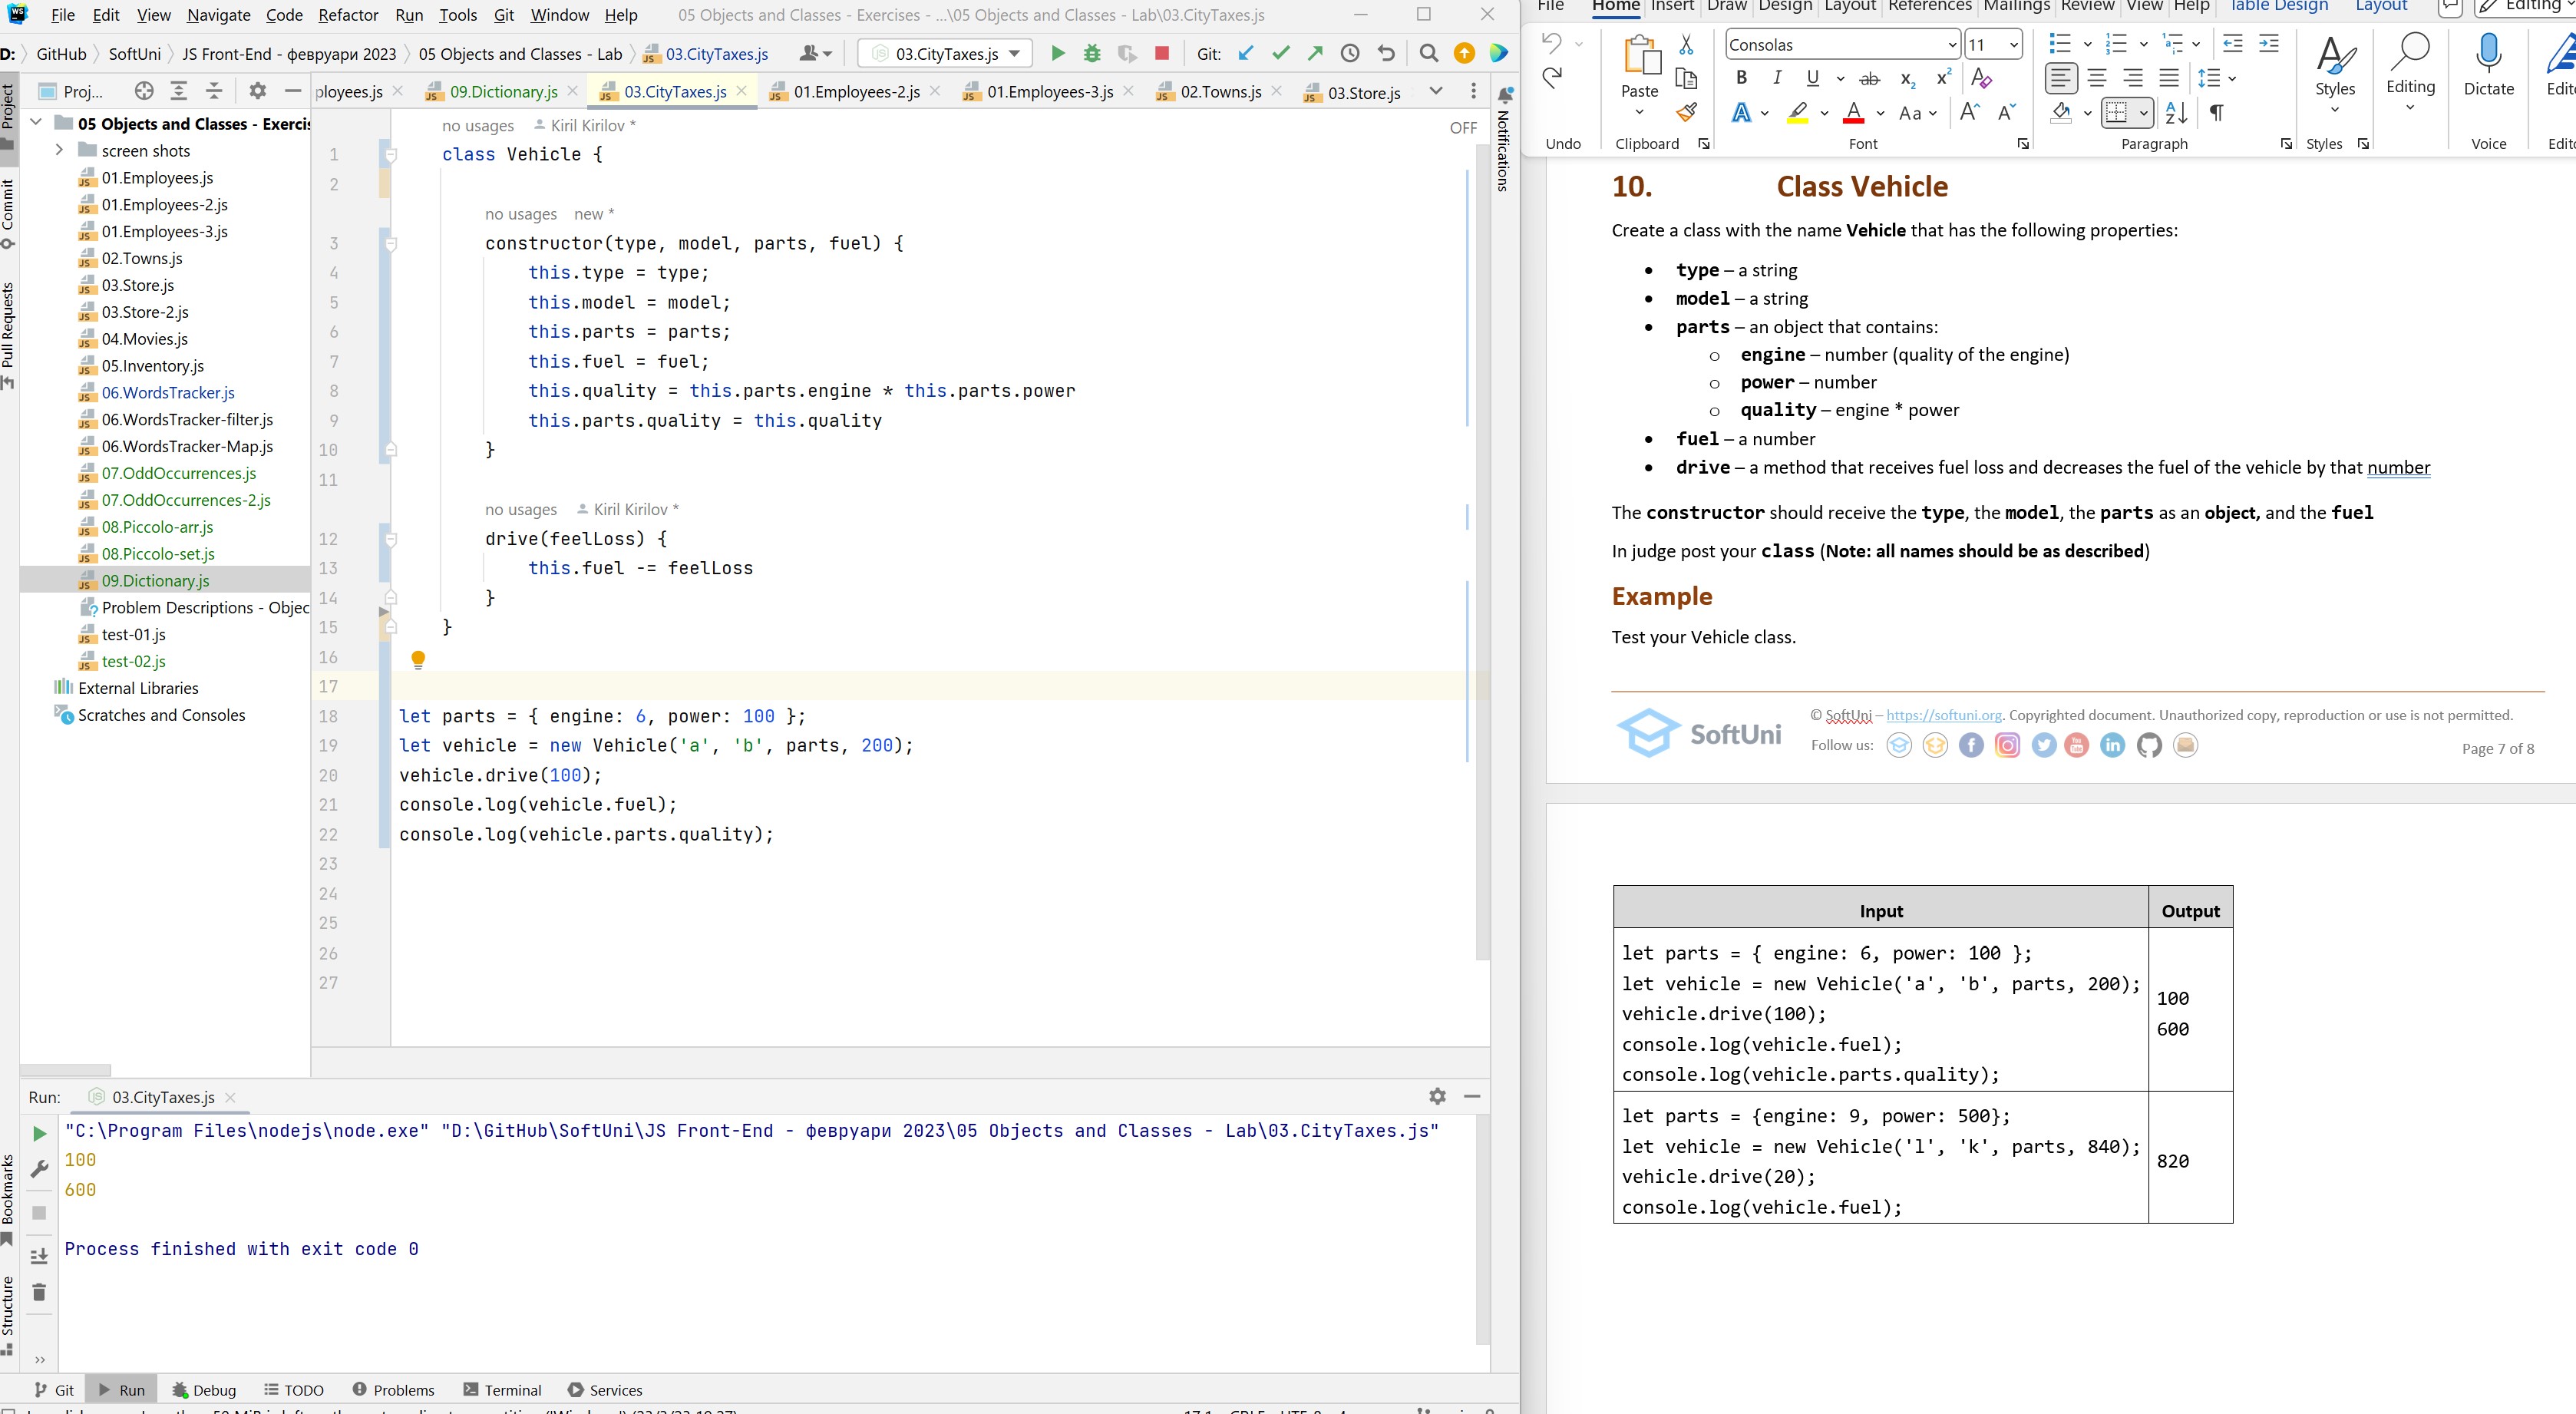 File Edit View Navigate Code Refactor Run Tools Git Window Help 05 Objects and Classes - Exercises - ...\05 Objects and Classes - Lab\03.CityTaxes.js
D: GitHub SoftUni JS Front-End - февруари 2023 05 Objects and Classes - Lab 03.CityTaxes.js 03.CityTaxes.js Git:
Proj... ployees.js 09.Dictionary.js 03.CityTaxes.js 01.Employees-2.js 01.Employees-3.js 02.Towns.js 03.Store.js
Project
Commit
Pull Requests
Bookmarks
Structure
Notifications
05 Objects and Classes - Exercis
screen shots
01.Employees.js
01.Employees-2.js
01.Employees-3.js
02.Towns.js
03.Store.js
03.Store-2.js
04.Movies.js
05.Inventory.js
06.WordsTracker.js
06.WordsTracker-filter.js
06.WordsTracker-Map.js
07.OddOccurrences.js
07.OddOccurrences-2.js
08.Piccolo-arr.js
08.Piccolo-set.js
09.Dictionary.js
Problem Descriptions - Objec
test-01.js
test-02.js
External Libraries
Scratches and Consoles
no usages Kiril Kirilov * OFF
1 class Vehicle {
2
no usages new *
3 constructor(type, model, parts, fuel) {
4 this.type = type;
5 this.model = model;
6 this.parts = parts;
7 this.fuel = fuel;
8 this.quality = this.parts.engine * this.parts.power
9 this.parts.quality = this.quality
10 }
11
no usages Kiril Kirilov *
12 drive(feelLoss) {
13 this.fuel -= feelLoss
14 }
15 }
16
17
18 let parts = { engine: 6, power: 100 };
19 let vehicle = new Vehicle('a', 'b', parts, 200);
20 vehicle.drive(100);
21 console.log(vehicle.fuel);
22 console.log(vehicle.parts.quality);
23
24
25
26
27
Run: 03.CityTaxes.js
"C:\Program Files\nodejs\node.exe" "D:\GitHub\SoftUni\JS Front-End - февруари 2023\05 Objects and Classes - Lab\03.CityTaxes.js"
100
600
Process finished with exit code 0
Git Run Debug TODO Problems Terminal Services
File Home Insert Draw Design Layout References Mailings Review View Help Table Design Layout Editing
Consolas 11
Paste Styles Editing Dictate
Undo Clipboard Font Paragraph Styles Voice
10. Class Vehicle
Create a class with the name Vehicle that has the following properties:
• type – a string
• model – a string
• parts – an object that contains:
o engine – number (quality of the engine)
o power – number
o quality – engine * power
• fuel – a number
• drive – a method that receives fuel loss and decreases the fuel of the vehicle by that number
The constructor should receive the type, the model, the parts as an object, and the fuel
In judge post your class (Note: all names should be as described)
Example
Test your Vehicle class.
SoftUni
© SoftUni – https://softuni.org. Copyrighted document. Unauthorized copy, reproduction or use is not permitted.
Follow us:
Page 7 of 8
Input Output
let parts = { engine: 6, power: 100 };
let vehicle = new Vehicle('a', 'b', parts, 200);
vehicle.drive(100);
console.log(vehicle.fuel);
console.log(vehicle.parts.quality);
100
600
let parts = {engine: 9, power: 500};
let vehicle = new Vehicle('l', 'k', parts, 840);
vehicle.drive(20);
console.log(vehicle.fuel);
820